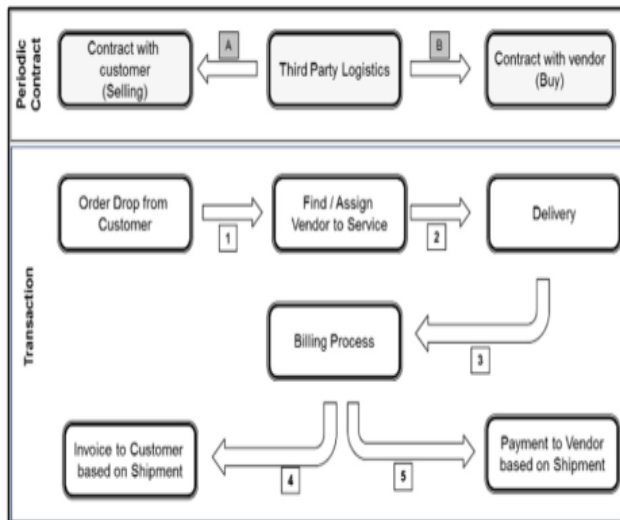 Periodic
Contract
Contract with
customer
(Selling)
A
Third Party Logistics
B
Contract with vendor
(Buy)
Transaction
Order Drop from
Customer
1
Find / Assign
Vendor to Service
2
Delivery
Billing Process
3
Invoice to Customer
based on Shipment
4
5
Payment to Vendor
based on Shipment